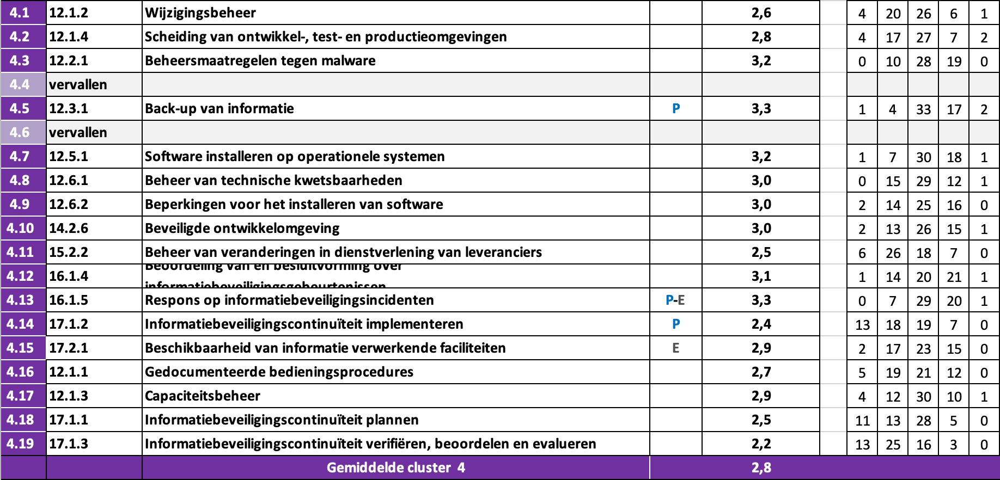 4.1 12.1.2 Wijzigingsbeheer 2,6 4 20 26 6 1
4.2 12.1.4 Scheiding van ontwikkel-, test- en productieomgevingen 2,8 4 17 27 7 2
4.3 12.2.1 Beheersmaatregelen tegen malware 3,2 0 10 28 19 0
4.4 vervallen
4.5 12.3.1 Back-up van informatie P 3,3 1 4 33 17 2
4.6 vervallen
4.7 12.5.1 Software installeren op operationele systemen 3,2 1 7 30 18 1
4.8 12.6.1 Beheer van technische kwetsbaarheden 3,0 0 15 29 12 1
4.9 12.6.2 Beperkingen voor het installeren van software 3,0 2 14 25 16 0
4.10 14.2.6 Beveiligde ontwikkelomgeving 3,0 2 13 26 15 1
4.11 15.2.2 Beheer van veranderingen in dienstverlening van leveranciers 2,5 6 26 18 7 0
Beoordeling van en besluitvorming over
4.12 16.1.4 informatiebeveiligingsgebeurtenissen 3,1 1 14 20 21 1
4.13 16.1.5 Respons op informatiebeveiligingsincidenten P-E 3,3 0 7 29 20 1
4.14 17.1.2 Informatiebeveiligingscontinuïteit implementeren P 2,4 13 18 19 7 0
4.15 17.2.1 Beschikbaarheid van informatie verwerkende faciliteiten E 2,9 2 17 23 15 0
4.16 12.1.1 Gedocumenteerde bedieningsprocedures 2,7 5 19 21 12 0
4.17 12.1.3 Capaciteitsbeheer 2,9 4 12 30 10 1
4.18 17.1.1 Informatiebeveiligingscontinuïteit plannen 2,5 11 13 28 5 0
4.19 17.1.3 Informatiebeveiligingscontinuïteit verifiëren, beoordelen en evalueren 2,2 13 25 16 3 0
Gemiddelde cluster 4 2,8